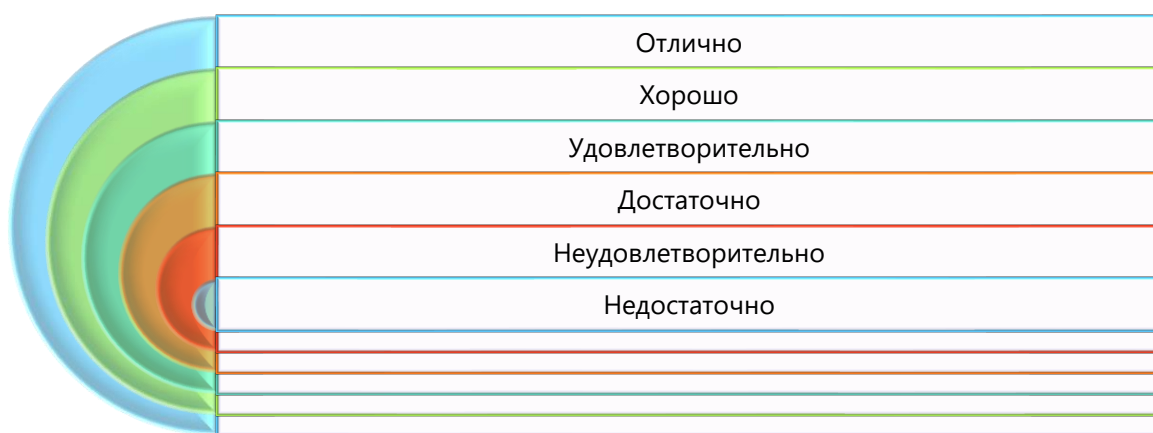 Отлично
Хорошо
Удовлетворительно
Достаточно
Неудовлетворительно
Недостаточно